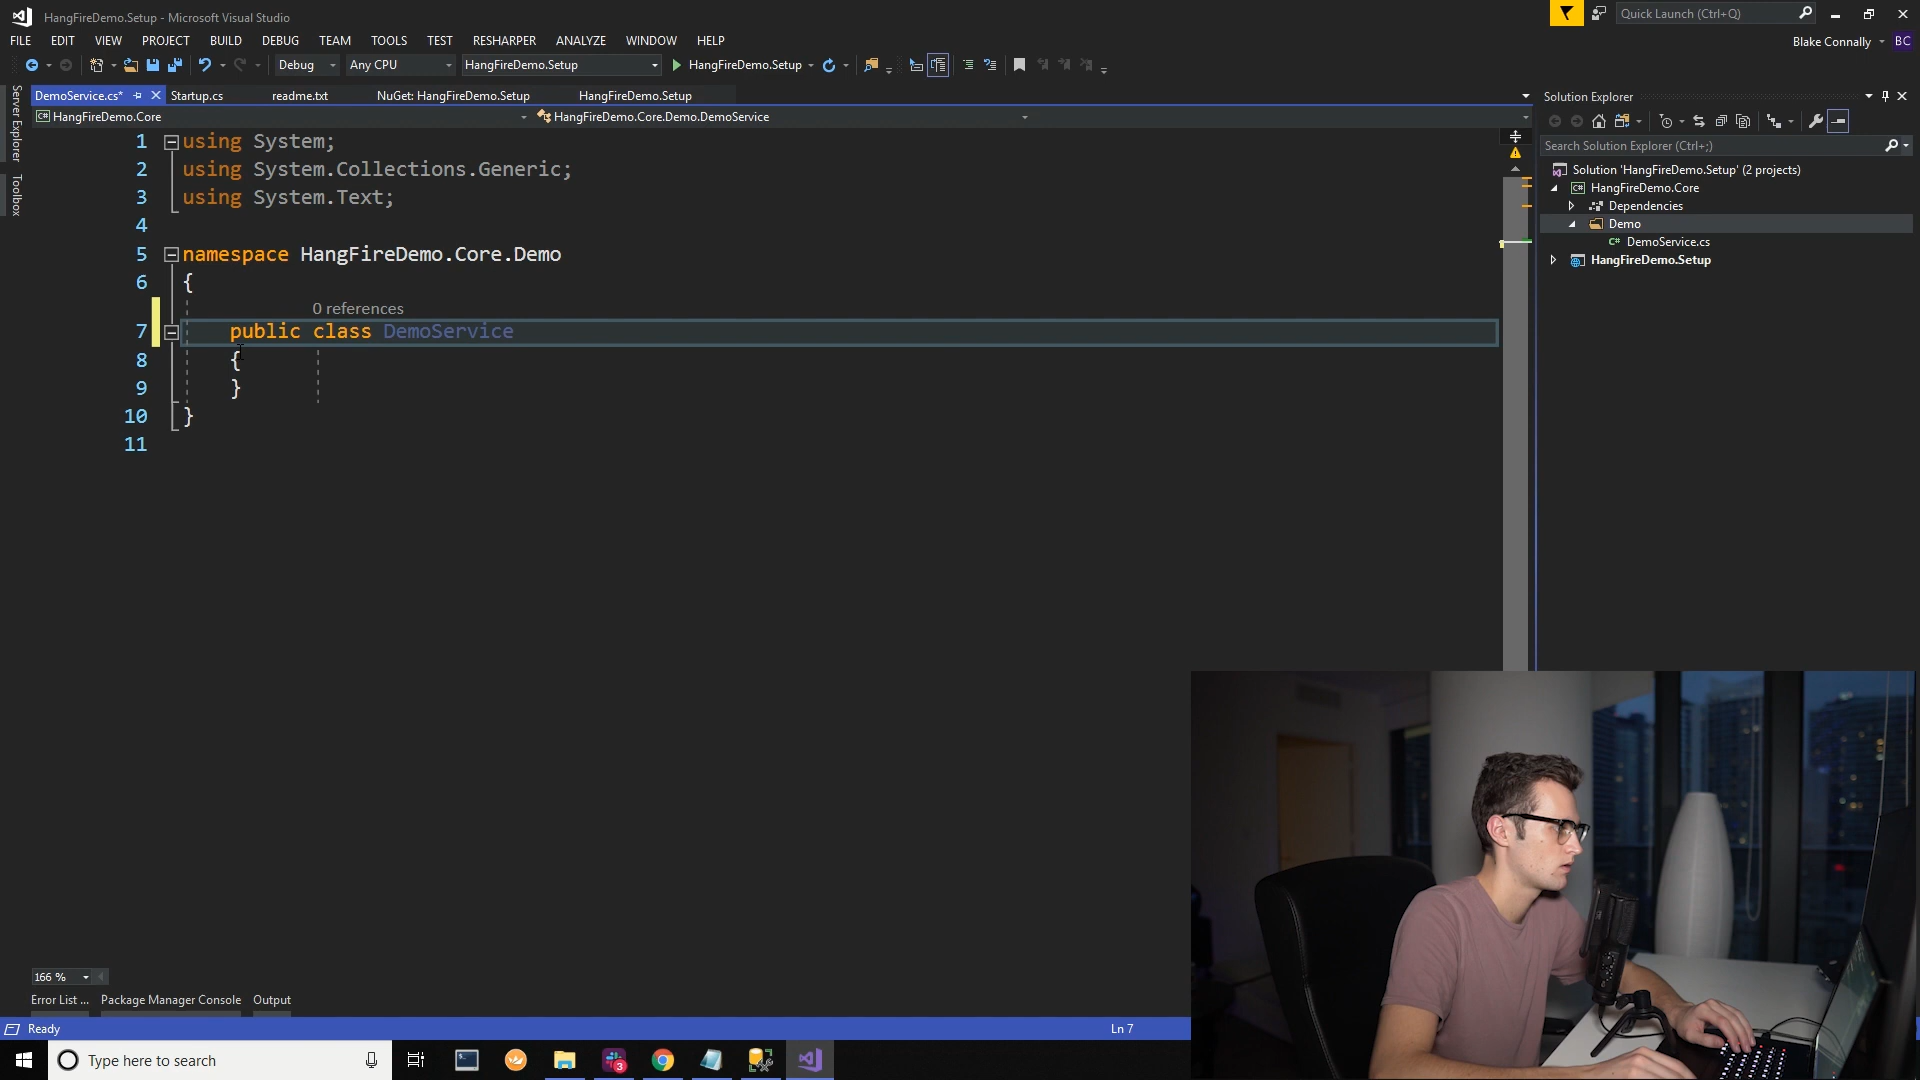 HangFireDemo.Setup - Microsoft Visual Studio
Quick Launch (Ctrl+Q)
FILE EDIT VIEW PROJECT BUILD DEBUG TEAM TOOLS TEST RESHARPER ANALYZE WINDOW HELP
Blake Connally BC
Debug Any CPU HangFireDemo.Setup HangFireDemo.Setup
DemoService.cs* Startup.cs readme.txt NuGet: HangFireDemo.Setup HangFireDemo.Setup
HangFireDemo.Core HangFireDemo.Core.Demo.DemoService
Server Explorer
Toolbox
1 using System;
2 using System.Collections.Generic;
3 using System.Text;
4
5 namespace HangFireDemo.Core.Demo
6 {
0 references
7 public class DemoService
8 {
9 }
10 }
11
Solution Explorer
Search Solution Explorer (Ctrl+;)
Solution 'HangFireDemo.Setup' (2 projects)
C# HangFireDemo.Core
Dependencies
Demo
C# DemoService.cs
HangFireDemo.Setup
166 %
Error List ... Package Manager Console Output
Ready Ln 7
Type here to search
3